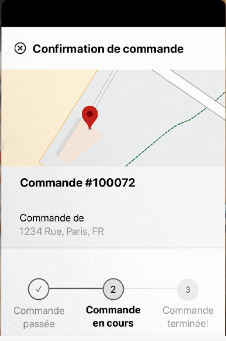 Confirmation de commande
Commande #100072
Commande de
1234 Rue, Paris, FR
2
3
Commande
passée
Commande
en cours
Commande
terminée!